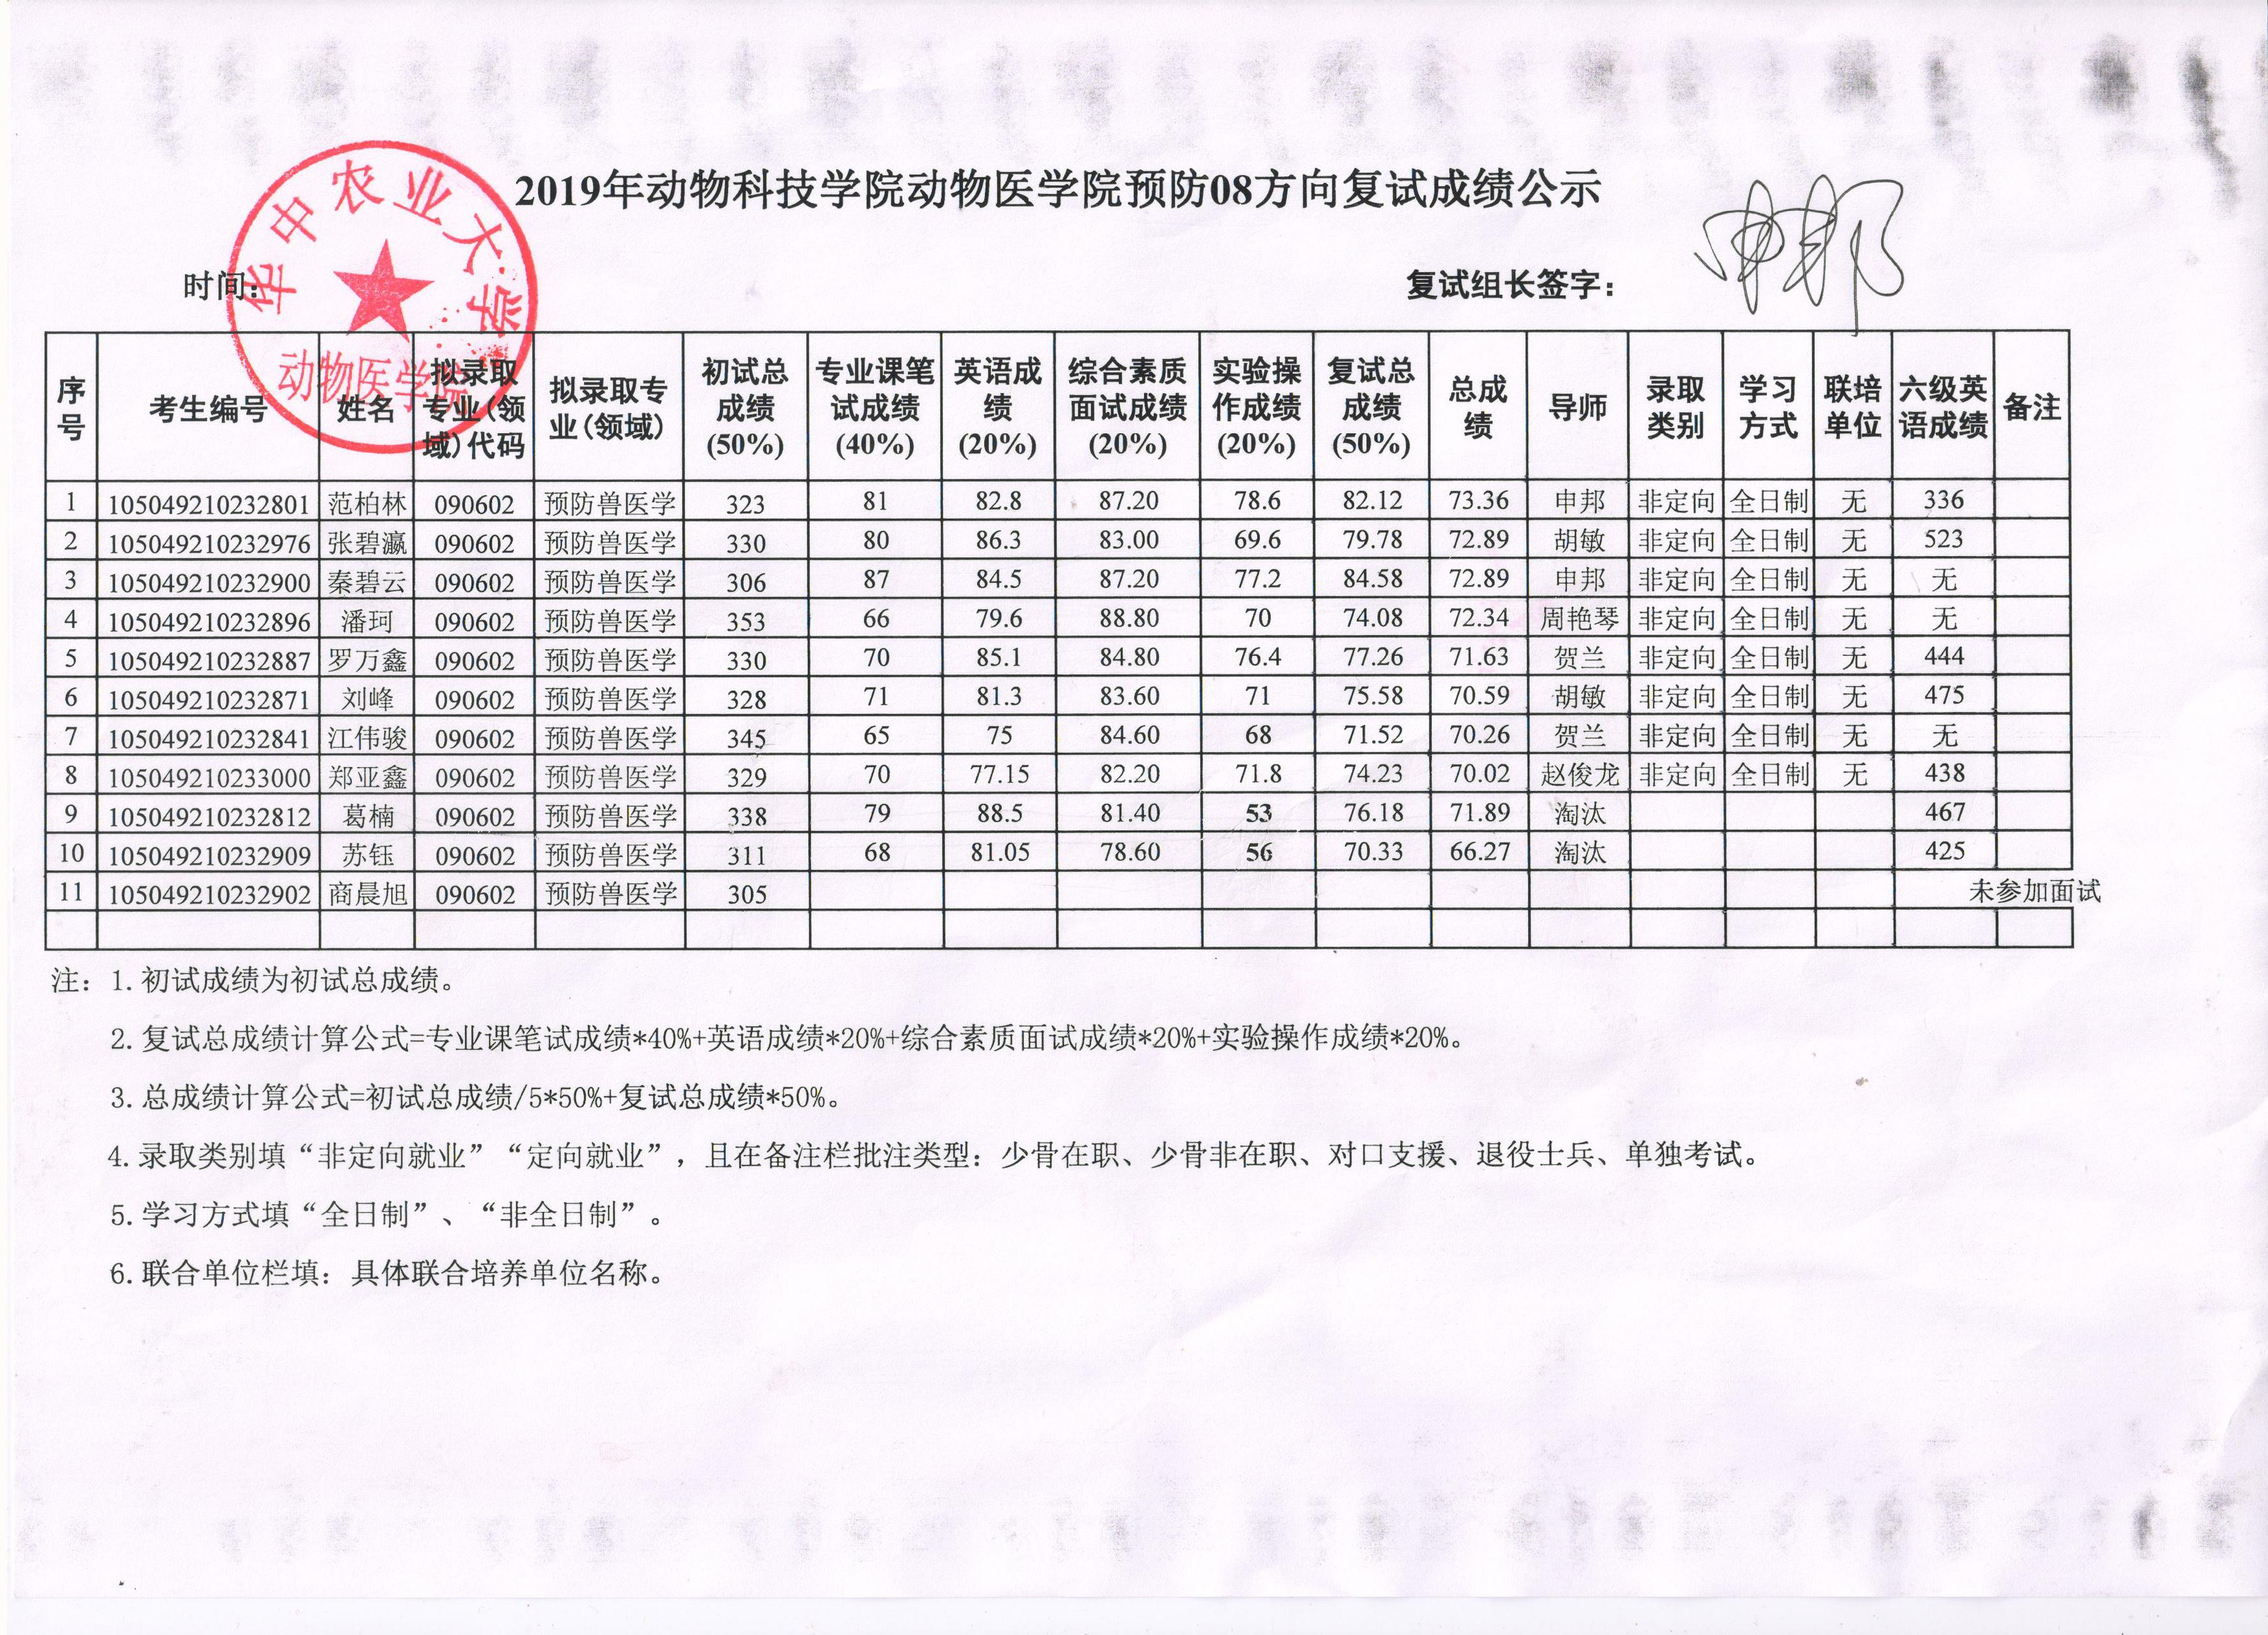 2019年动物科技学院动物医学院预防08方向复试成绩公示
华中农业大学
动物医学院
时间:
复试组长签字:
申邦
序号 考生编号 姓名 拟录取专业(领域)代码 拟录取专业(领域) 初试总成绩(50%) 专业课笔试成绩(40%) 英语成绩(20%) 综合素质面试成绩(20%) 实验操作成绩(20%) 复试总成绩(50%) 总成绩 导师 录取类别 学习方式 联培单位 六级英语成绩 备注
1 105049210232801 范柏林 090602 预防兽医学 323 81 82.8 87.20 78.6 82.12 73.36 申邦 非定向 全日制 无 336
2 105049210232976 张碧瀛 090602 预防兽医学 330 80 86.3 83.00 69.6 79.78 72.89 胡敏 非定向 全日制 无 523
3 105049210232900 秦碧云 090602 预防兽医学 306 87 84.5 87.20 77.2 84.58 72.89 申邦 非定向 全日制 无 无
4 105049210232896 潘珂 090602 预防兽医学 353 66 79.6 88.80 70 74.08 72.34 周艳琴 非定向 全日制 无 无
5 105049210232887 罗万鑫 090602 预防兽医学 330 70 85.1 84.80 76.4 77.26 71.63 贺兰 非定向 全日制 无 444
6 105049210232871 刘峰 090602 预防兽医学 328 71 81.3 83.60 71 75.58 70.59 胡敏 非定向 全日制 无 475
7 105049210232841 江伟骏 090602 预防兽医学 345 65 75 84.60 68 71.52 70.26 贺兰 非定向 全日制 无 无
8 105049210233000 郑亚鑫 090602 预防兽医学 329 70 77.15 82.20 71.8 74.23 70.02 赵俊龙 非定向 全日制 无 438
9 105049210232812 葛楠 090602 预防兽医学 338 79 88.5 81.40 53 76.18 71.89 淘汰 467
10 105049210232909 苏钰 090602 预防兽医学 311 68 81.05 78.60 56 70.33 66.27 淘汰 425
11 105049210232902 商晨旭 090602 预防兽医学 305 未参加面试
注: 1.初试成绩为初试总成绩。
2.复试总成绩计算公式=专业课笔试成绩*40%+英语成绩*20%+综合素质面试成绩*20%+实验操作成绩*20%。
3.总成绩计算公式=初试总成绩/5*50%+复试总成绩*50%。
4.录取类别填“非定向就业”“定向就业”，且在备注栏批注类型：少骨在职、少骨非在职、对口支援、退役士兵、单独考试。
5.学习方式填“全日制”、“非全日制”。
6.联合单位栏填：具体联合培养单位名称。